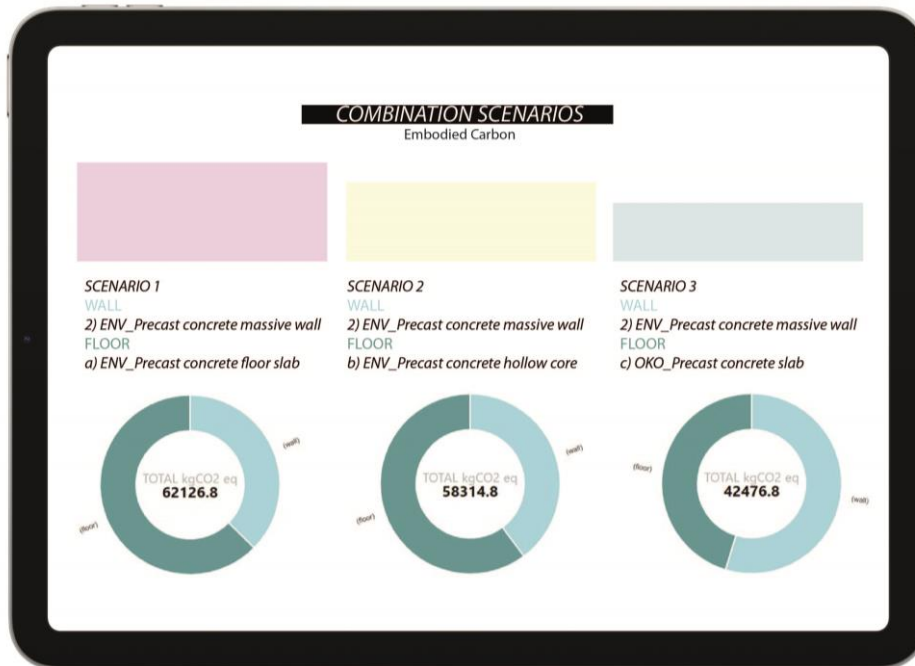 COMBINATION SCENARIOS
Embodied Carbon
SCENARIO 1
WALL
2) ENV_Precast concrete massive wall
FLOOR
a) ENV_Precast concrete floor slab
(wall)
TOTAL kgCO2 eq
62126.8
(floor)
SCENARIO 2
WALL
2) ENV_Precast concrete massive wall
FLOOR
b) ENV_Precast concrete hollow core
(wall)
TOTAL kgCO2 eq
58314.8
(floor)
SCENARIO 3
WALL
2) ENV_Precast concrete massive wall
FLOOR
c) OKO_Precast concrete slab
(floor)
TOTAL kgCO2 eq
42476.8
(wall)